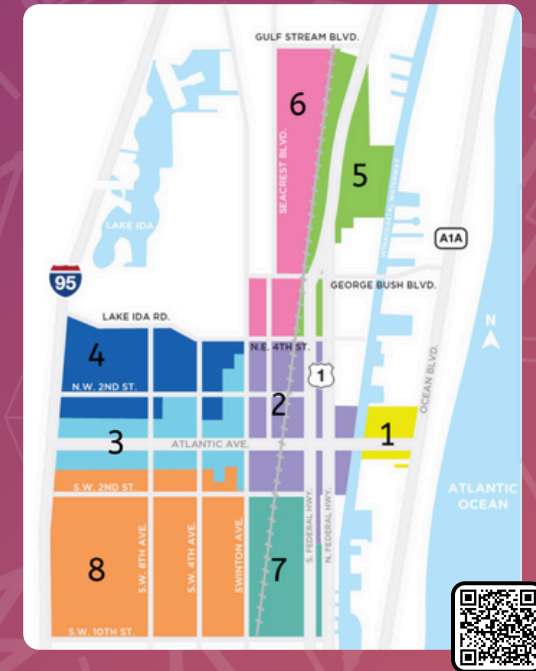 GULF STREAM BLVD.
6
SEACREST BLVD.
5
INTRACOASTAL WATERWAY
LAKE IDA
A1A
95
GEORGE BUSH BLVD.
LAKE IDA RD.
N
4
N.E. 4TH ST.
1
N.W. 2ND ST.
2
OCEAN BLVD.
3
ATLANTIC AVE.
1
S.W. 2ND ST.
ATLANTIC
OCEAN
8
S.W. 8TH AVE.
S.W. 4TH AVE.
SWINTON AVE.
7
S. FEDERAL HWY.
N. FEDERAL HWY.
S.W. 10TH ST.